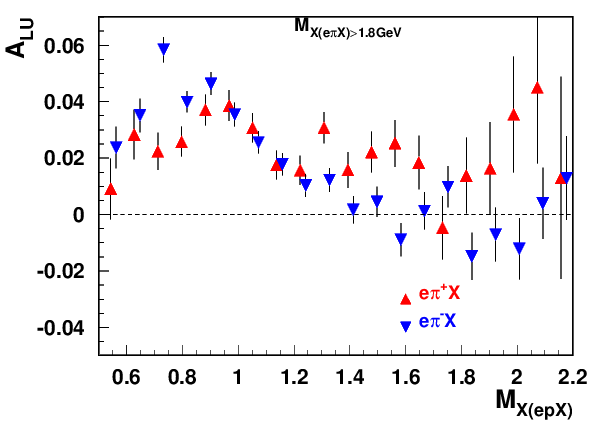 A_LU
M_X(eπX)>1.8GeV
0.06
0.04
0.02
0
-0.02
-0.04
eπ⁺X
eπ⁻X
0.6 0.8 1 1.2 1.4 1.6 1.8 2 2.2
M_X(epX)